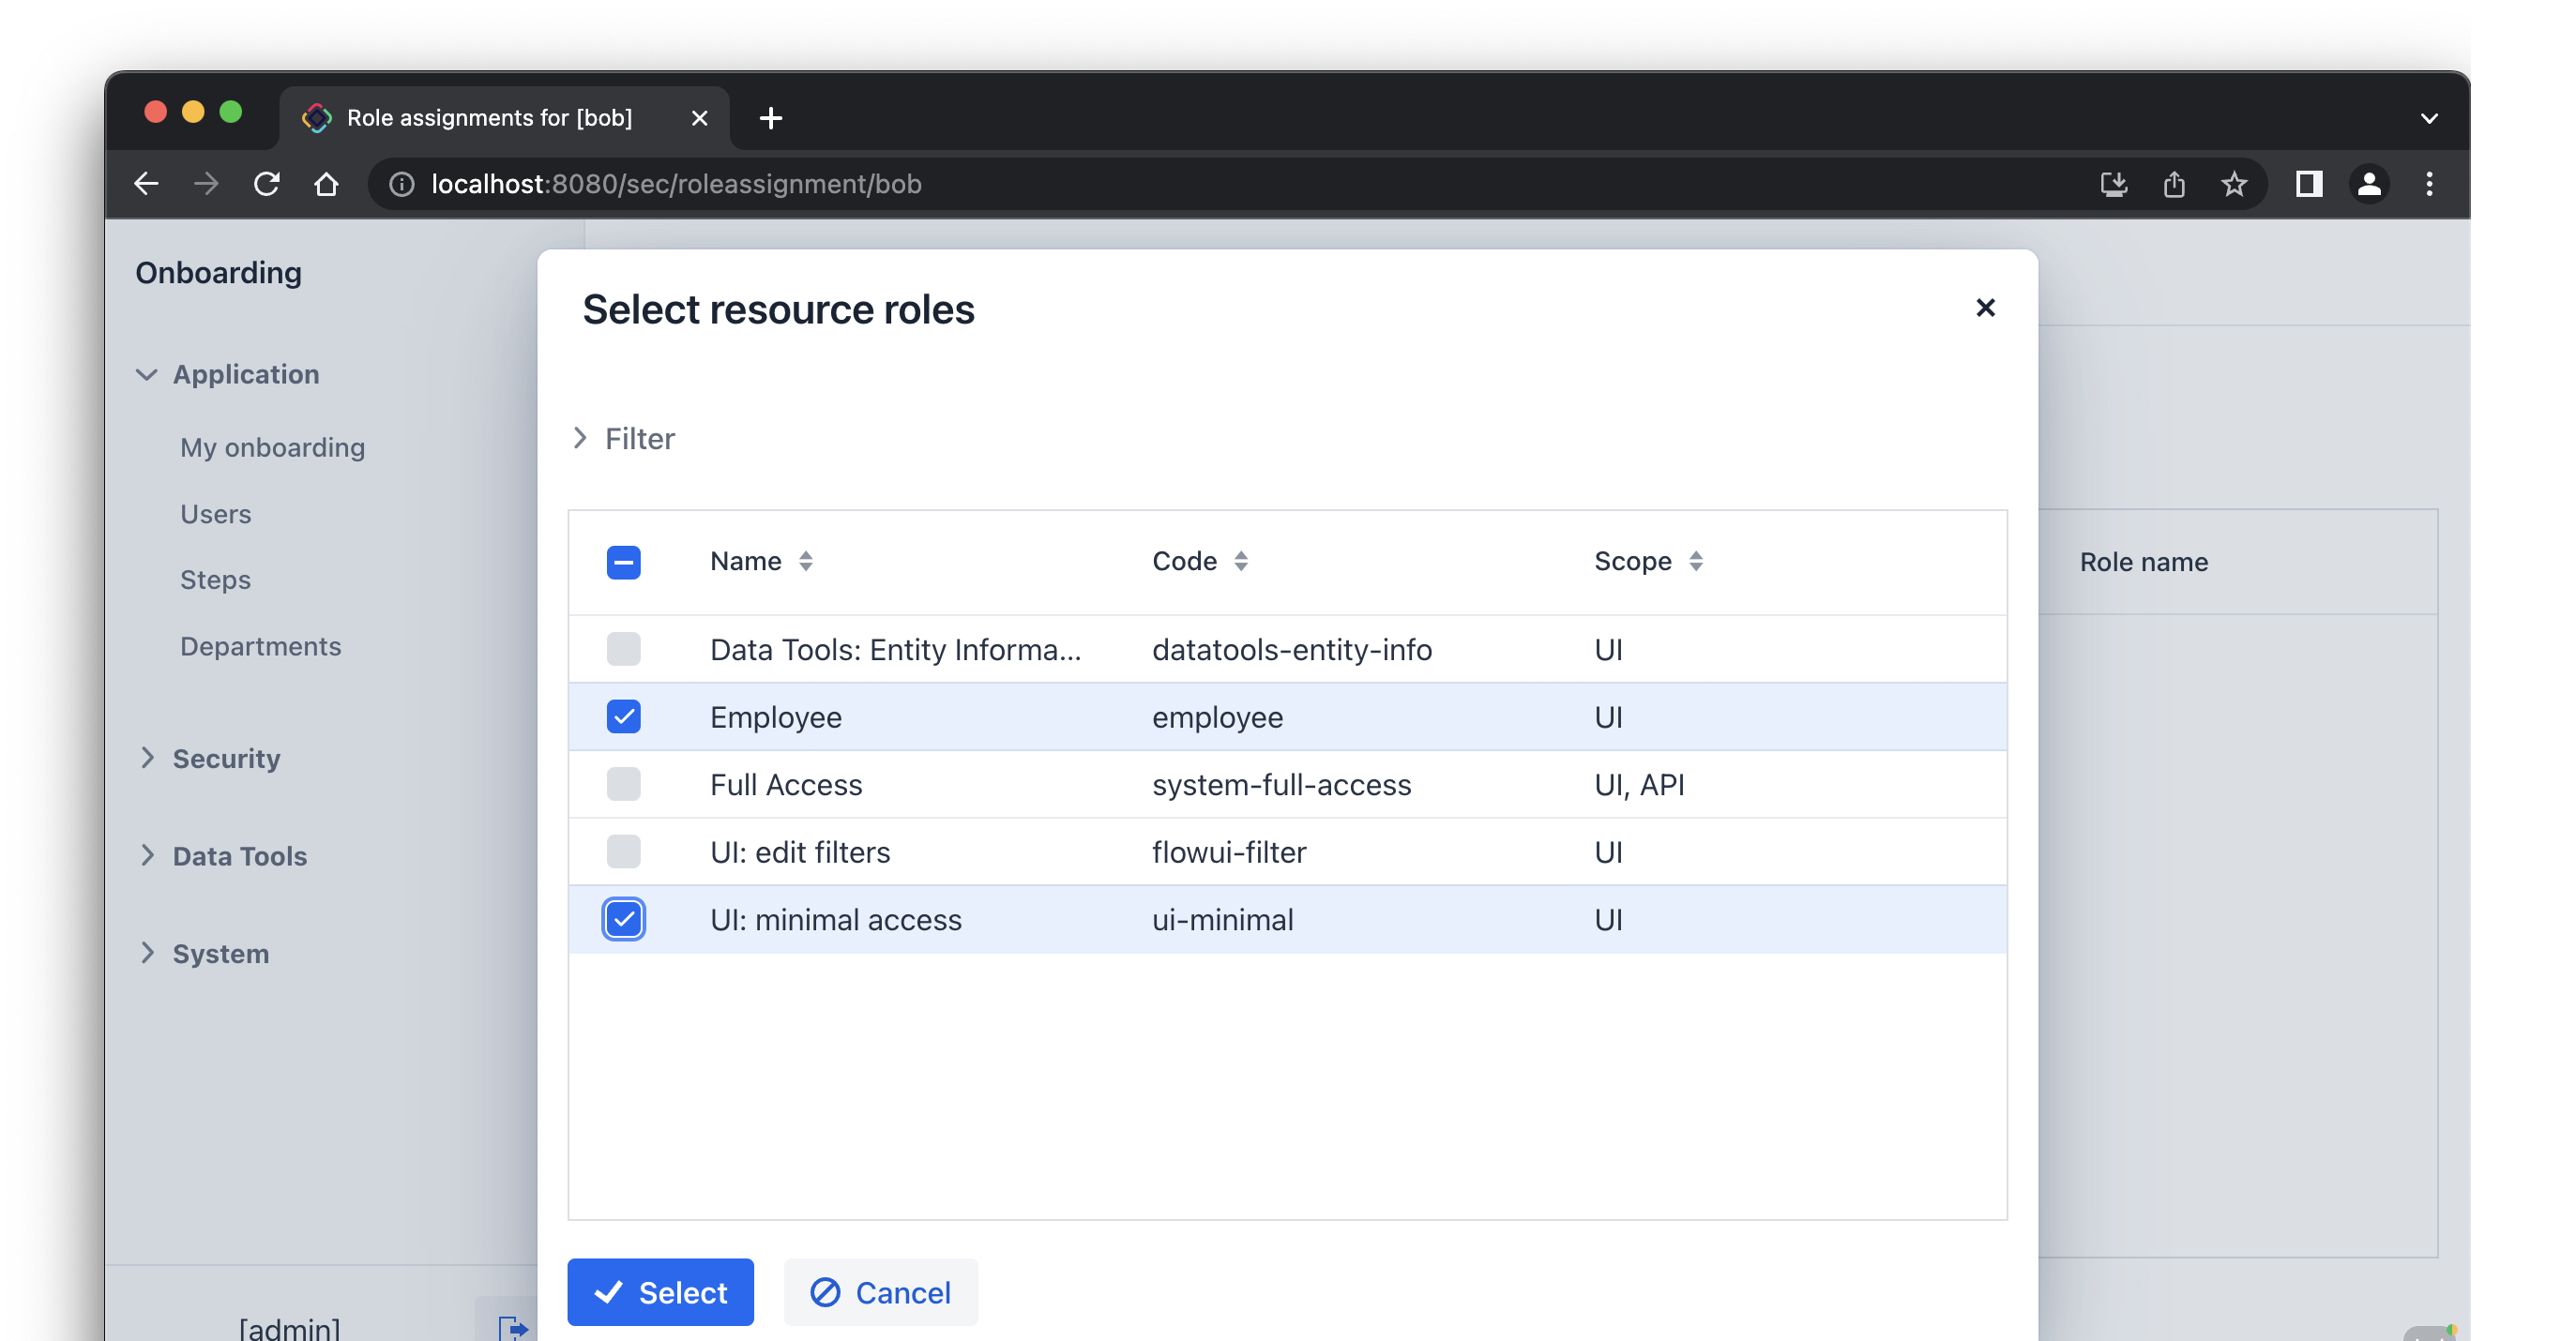 Role assignments for [bob]
localhost:8080/sec/roleassignment/bob
Onboarding
Application
My onboarding
Users
Steps
Departments
Security
Data Tools
System
[admin]
Select resource roles
Filter
Name Code Scope
Data Tools: Entity Informa... datatools-entity-info UI
Employee employee UI
Full Access system-full-access UI, API
UI: edit filters flowui-filter UI
UI: minimal access ui-minimal UI
Select Cancel
Role name